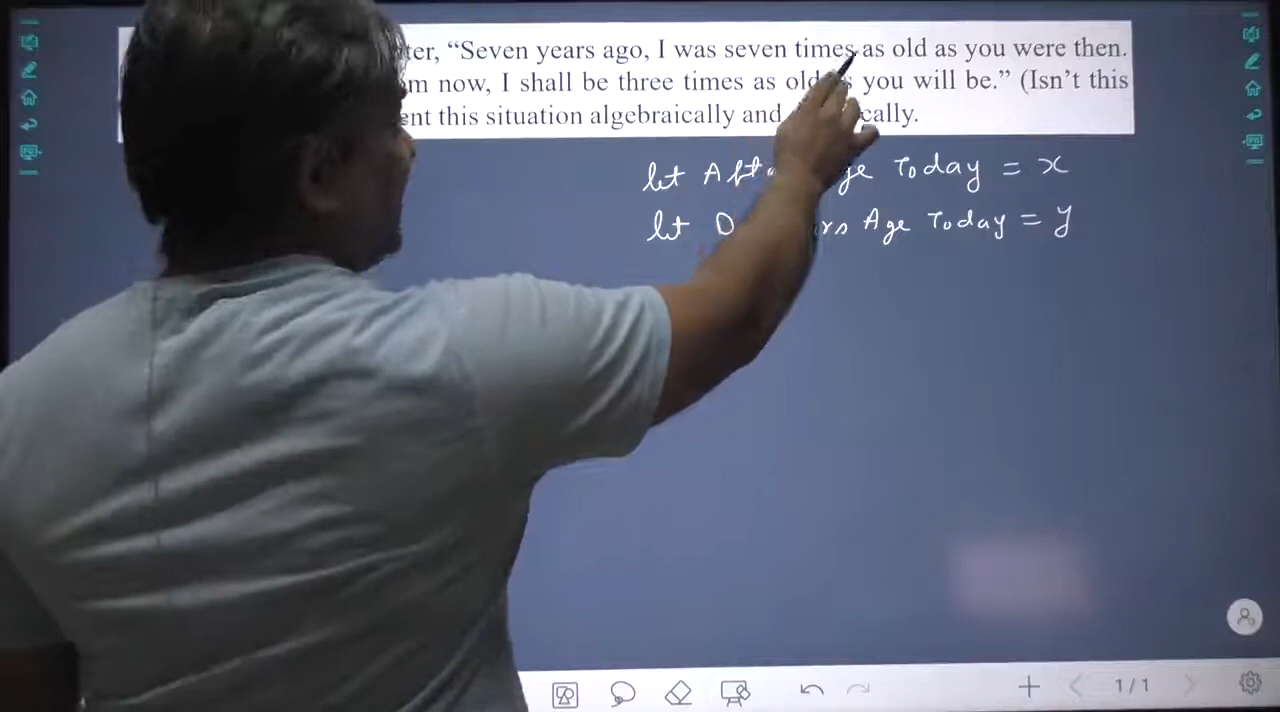 ter, “Seven years ago, I was seven times as old as you were then.
m now, I shall be three times as old as you will be.” (Isn’t this
ent this situation algebraically and cally.
let Age Today = x
let Age Today = y
1/1